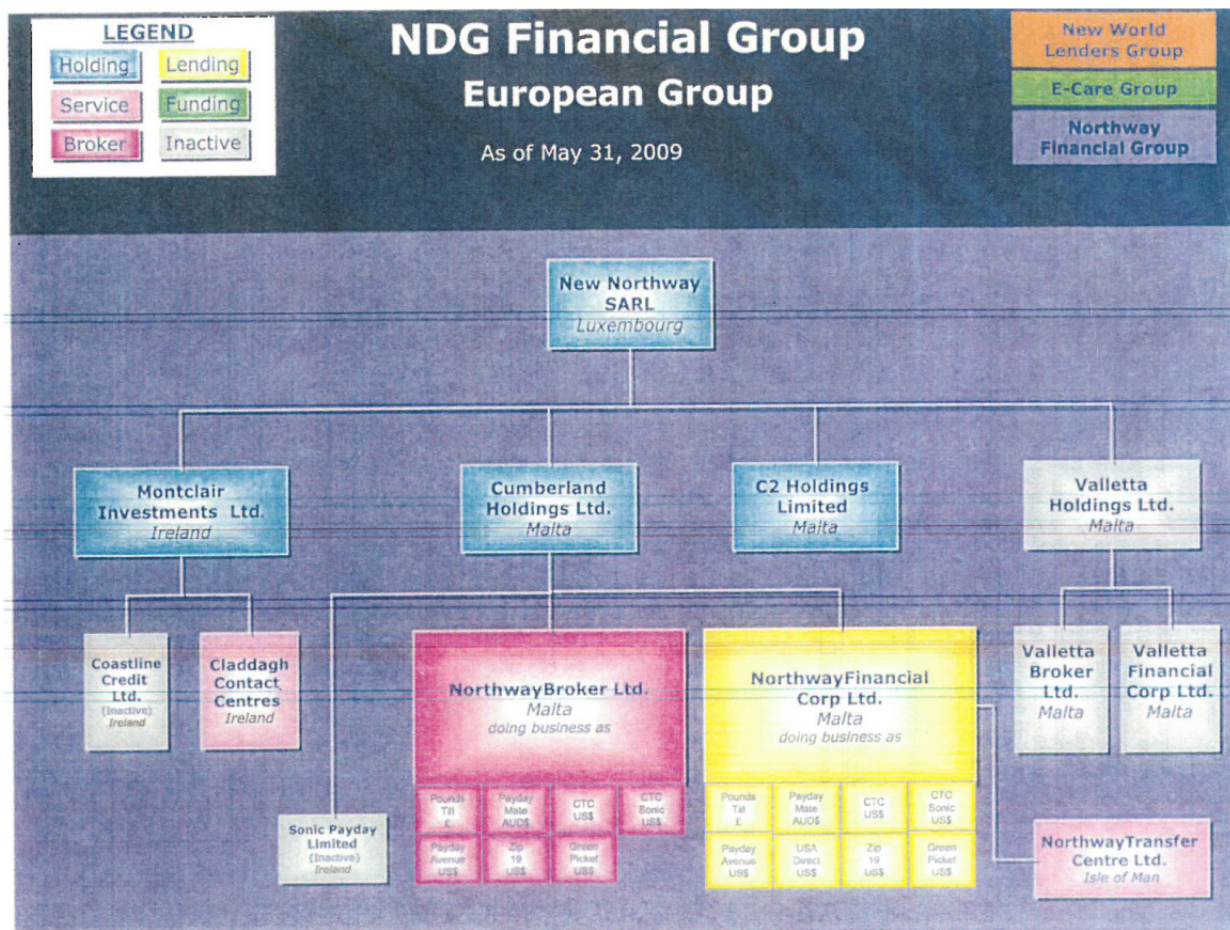 LEGEND
Holding
Lending
Service
Funding
Broker
Inactive
NDG Financial Group
European Group
As of May 31, 2009
New World
Lenders Group
E-Care Group
Northway
Financial Group
New Northway
SARL
Luxembourg
Montclair
Investments Ltd.
Ireland
Cumberland
Holdings Ltd.
Malta
C2 Holdings
Limited
Malta
Valletta
Holdings Ltd.
Malta
Coastline
Credit
Ltd.
(Inactive)
Ireland
Claddagh
Contact
Centres
Ireland
Sonic Payday
Limited
(Inactive)
Ireland
NorthwayBroker Ltd.
Malta
doing business as
Pounds
Till
£
Payday
Mate
AUD$
CTC
US$
CTC
Sonic
US$
Payday
Avenue
US$
Zip
19
US$
Green
Picket
US$
NorthwayFinancial
Corp Ltd.
Malta
doing business as
Pounds
Till
£
Payday
Mate
AUD$
CTC
US$
CTC
Sonic
US$
Payday
Avenue
US$
USA
Direct
US$
Zip
19
US$
Green
Picket
US$
Valletta
Broker
Ltd.
Malta
Valletta
Financial
Corp Ltd.
Malta
NorthwayTransfer
Centre Ltd.
Isle of Man